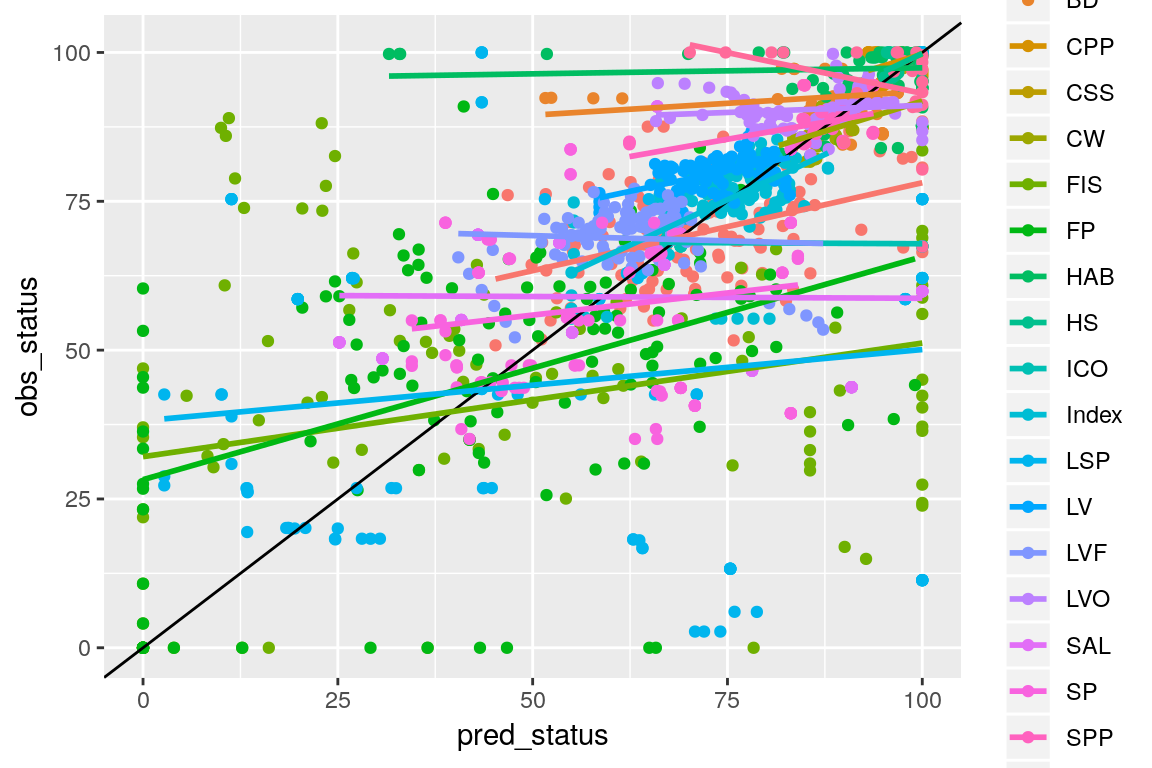 100
75
50
25
0
obs_status
0
25
50
75
100
pred_status
BD
CPP
CSS
CW
FIS
FP
HAB
HS
ICO
Index
LSP
LV
LVF
LVO
SAL
SP
SPP